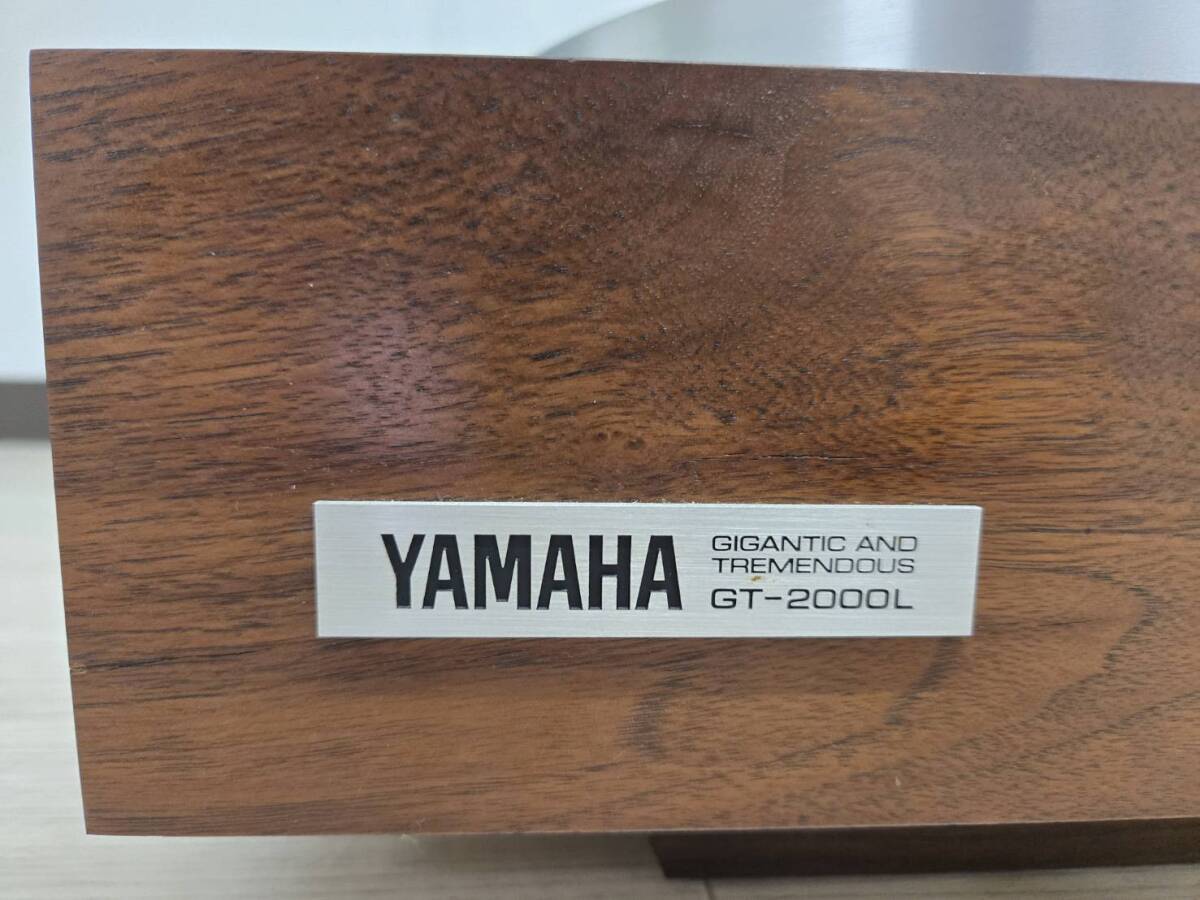 YAMAHA
GIGANTIC AND
TREMENDOUS
GT-2000L